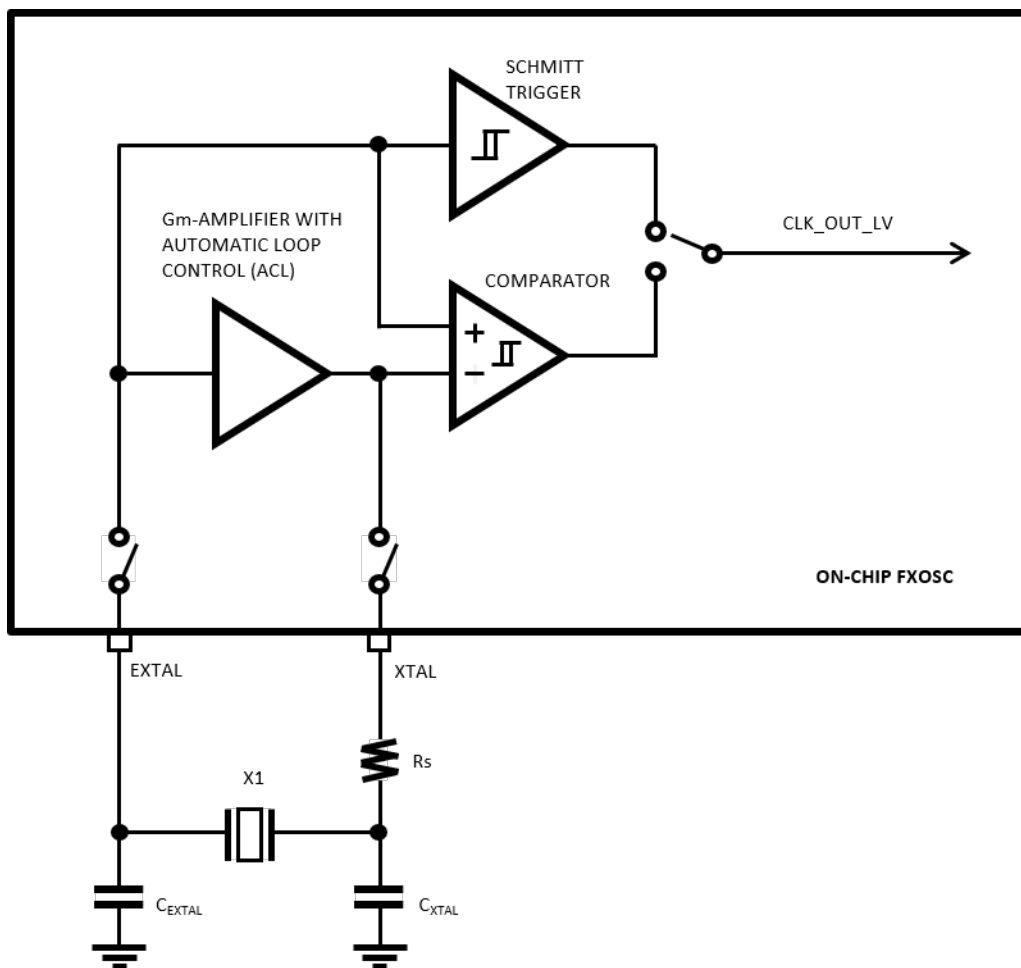 SCHMITT
TRIGGER
Gm-AMPLIFIER WITH
AUTOMATIC LOOP
CONTROL (ACL)
CLK_OUT_LV
COMPARATOR
+
−
ON-CHIP FXOSC
EXTAL
XTAL
Rs
X1
CEXTAL
CXTAL